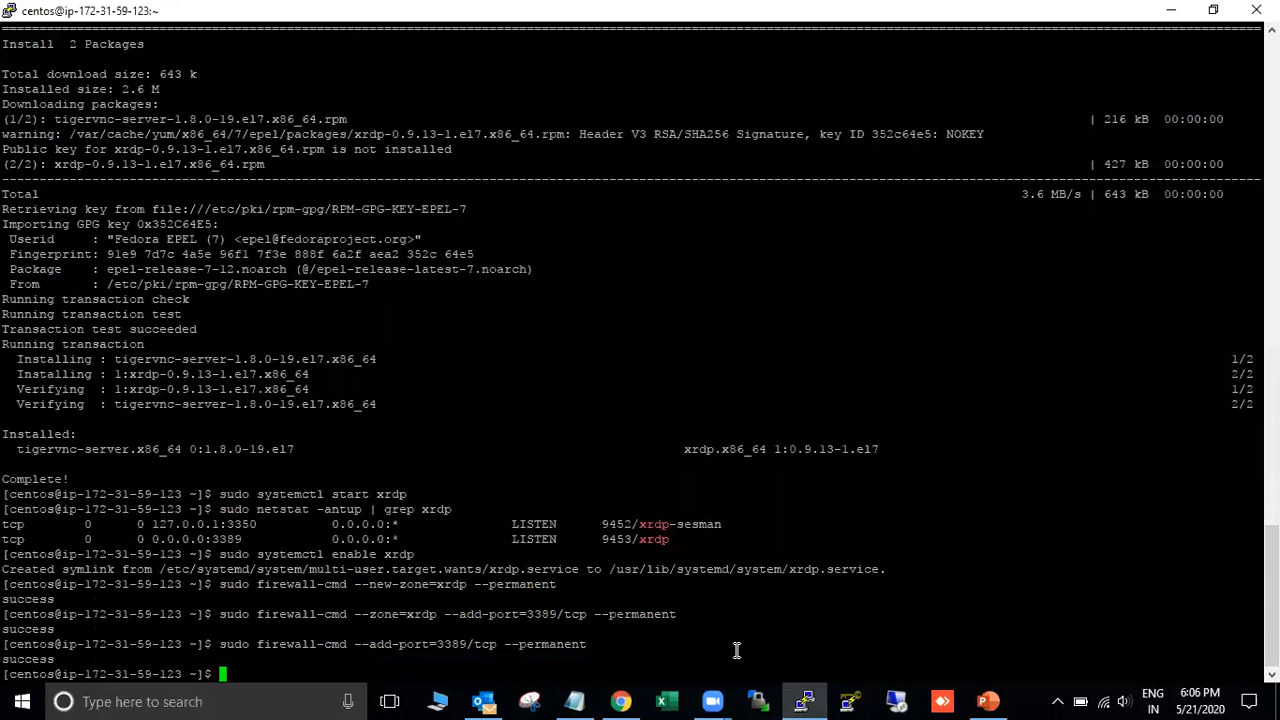 centos@ip-172-31-59-123:~
Install  2 Packages
Total download size: 643 k
Installed size: 2.6 M
Downloading packages:
(1/2): tigervnc-server-1.8.0-19.el7.x86_64.rpm | 216 kB 00:00:00
warning: /var/cache/yum/x86_64/7/epel/packages/xrdp-0.9.13-1.el7.x86_64.rpm: Header V3 RSA/SHA256 Signature, key ID 352c64e5: NOKEY
Public key for xrdp-0.9.13-1.el7.x86_64.rpm is not installed
(2/2): xrdp-0.9.13-1.el7.x86_64.rpm | 427 kB 00:00:00
Total 3.6 MB/s | 643 kB 00:00:00
Retrieving key from file:///etc/pki/rpm-gpg/RPM-GPG-KEY-EPEL-7
Importing GPG key 0x352C64E5:
Userid : "Fedora EPEL (7) <epel@fedoraproject.org>"
Fingerprint: 91e9 7d7c 4a5e 96f1 7f3e 888f 6a2f aea2 352c 64e5
Package : epel-release-7-12.noarch (@/epel-release-latest-7.noarch)
From : /etc/pki/rpm-gpg/RPM-GPG-KEY-EPEL-7
Running transaction check
Running transaction test
Transaction test succeeded
Running transaction
Installing : tigervnc-server-1.8.0-19.el7.x86_64 1/2
Installing : 1:xrdp-0.9.13-1.el7.x86_64 2/2
Verifying : 1:xrdp-0.9.13-1.el7.x86_64 1/2
Verifying : tigervnc-server-1.8.0-19.el7.x86_64 2/2
Installed:
tigervnc-server.x86_64 0:1.8.0-19.el7 xrdp.x86_64 1:0.9.13-1.el7
Complete!
[centos@ip-172-31-59-123 ~]$ sudo systemctl start xrdp
[centos@ip-172-31-59-123 ~]$ sudo netstat -antup | grep xrdp
tcp 0 0 127.0.0.1:3350 0.0.0.0:* LISTEN 9452/xrdp-sesman
tcp 0 0 0.0.0.0:3389 0.0.0.0:* LISTEN 9453/xrdp
[centos@ip-172-31-59-123 ~]$ sudo systemctl enable xrdp
Created symlink from /etc/systemd/system/multi-user.target.wants/xrdp.service to /usr/lib/systemd/system/xrdp.service.
[centos@ip-172-31-59-123 ~]$ sudo firewall-cmd --new-zone=xrdp --permanent
success
[centos@ip-172-31-59-123 ~]$ sudo firewall-cmd --zone=xrdp --add-port=3389/tcp --permanent
success
[centos@ip-172-31-59-123 ~]$ sudo firewall-cmd --add-port=3389/tcp --permanent
success
[centos@ip-172-31-59-123 ~]$
Type here to search
ENG
IN
6:06 PM
5/21/2020